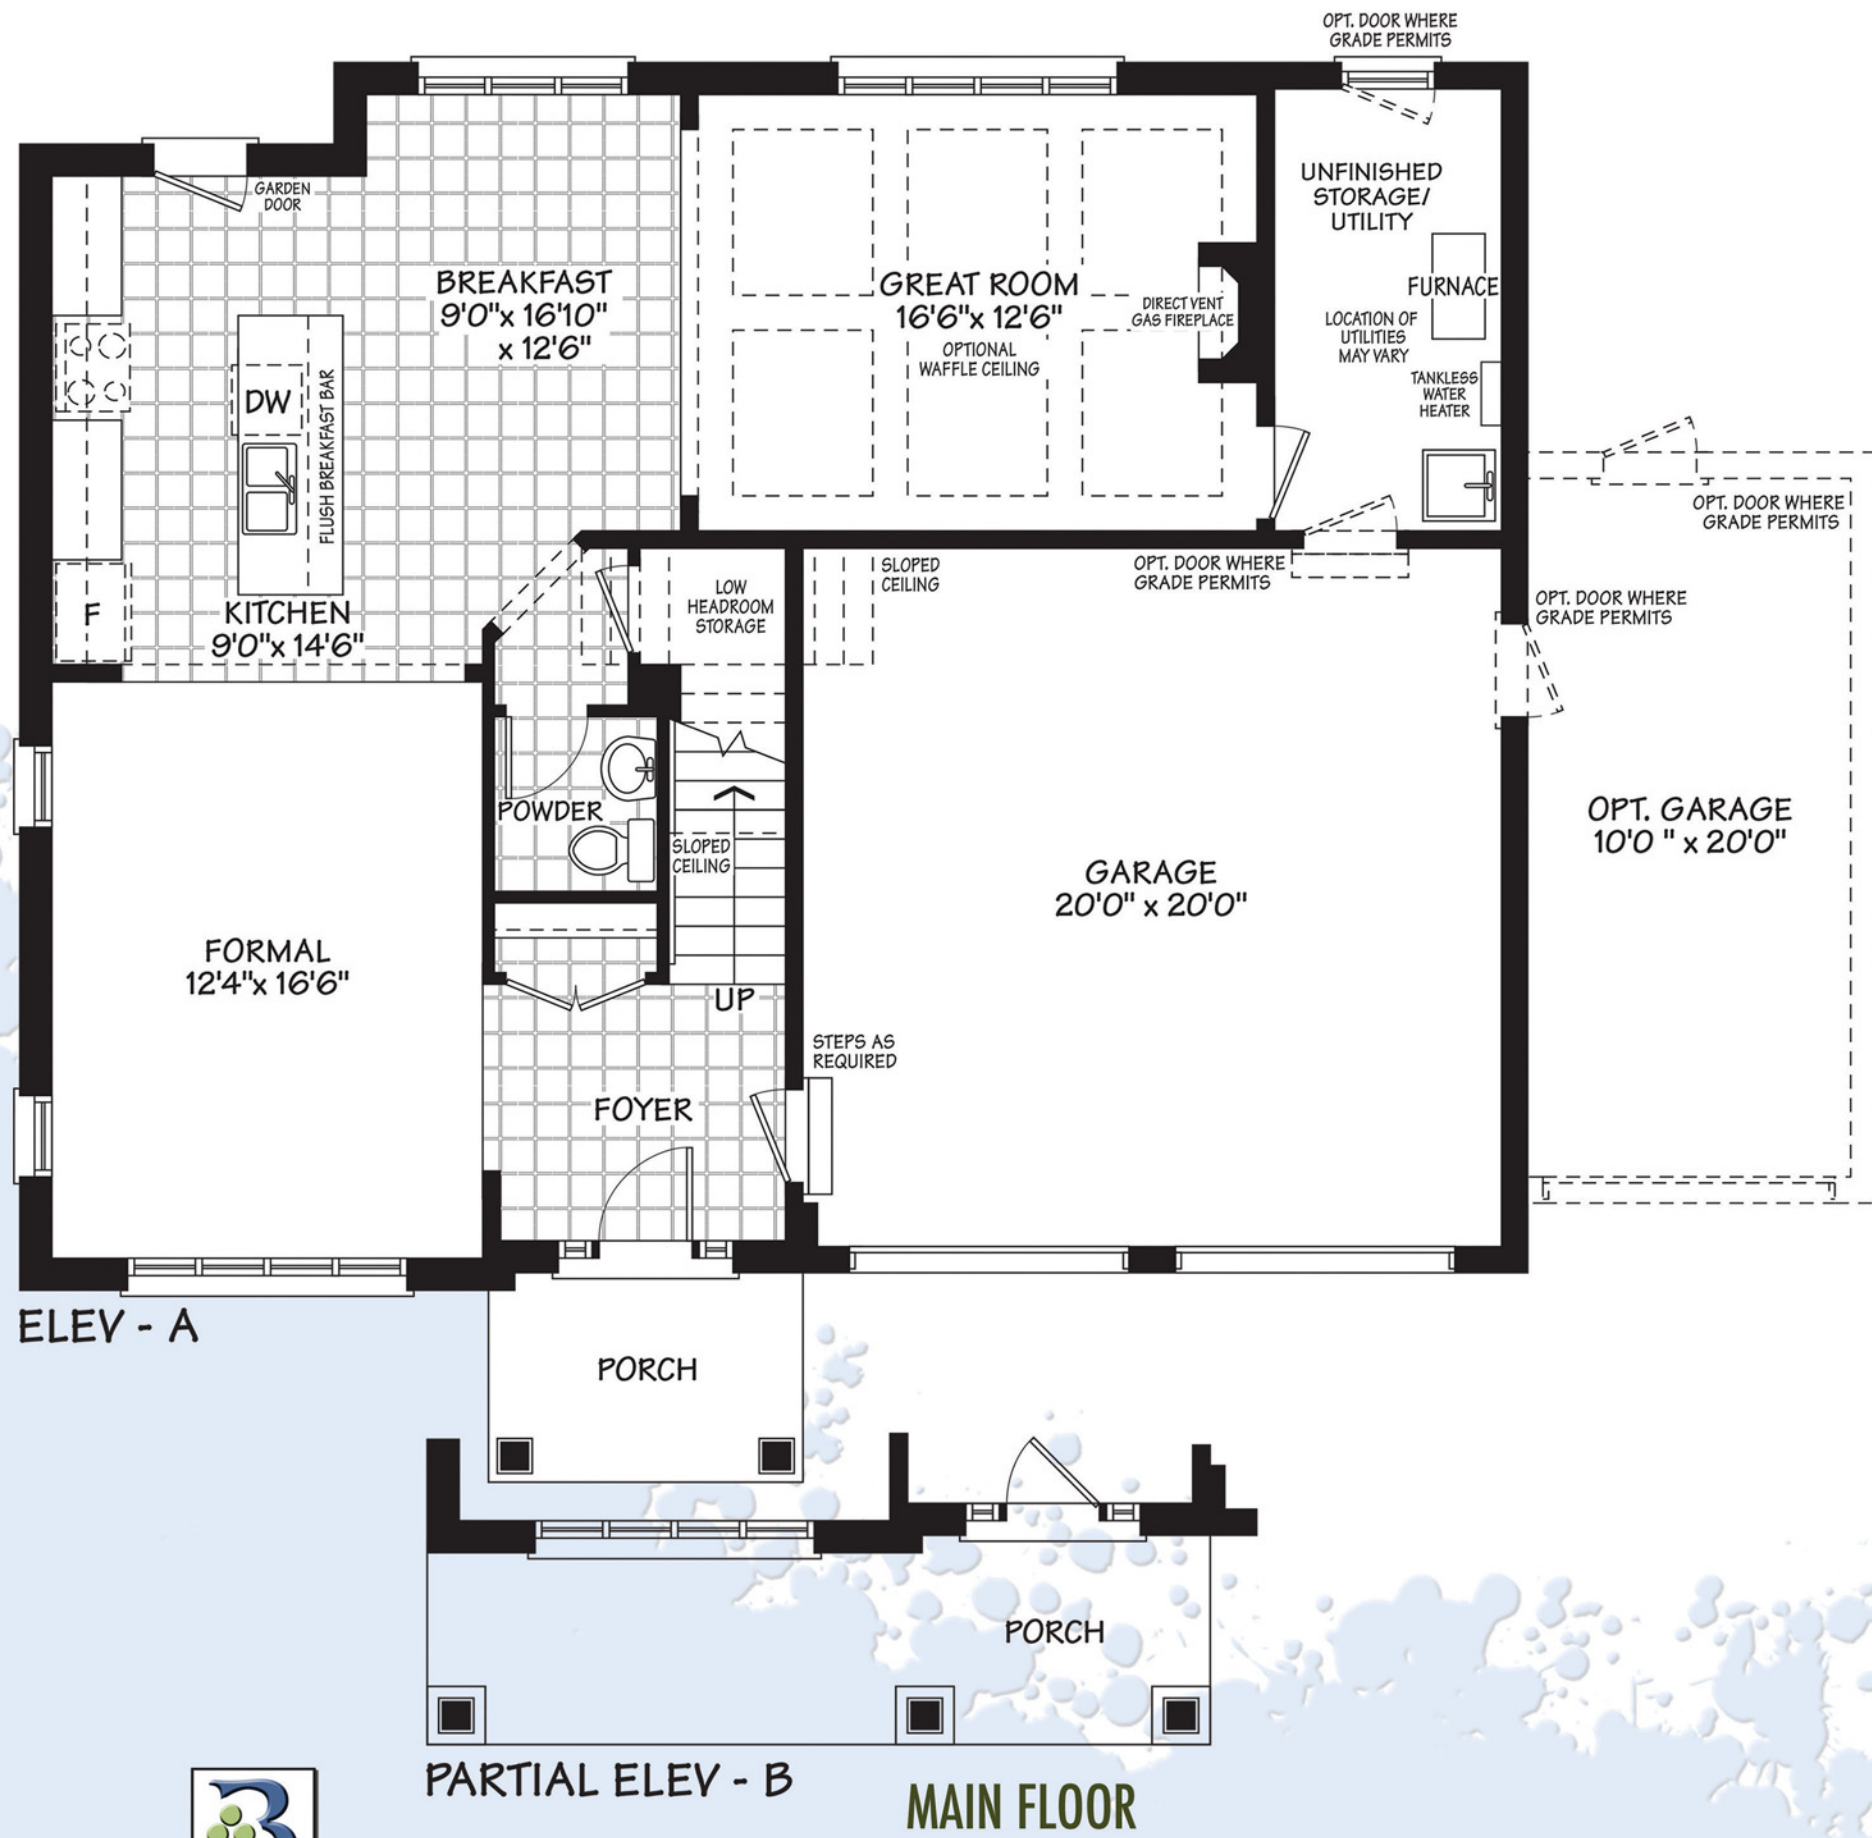 OPT. DOOR WHERE
GRADE PERMITS
GARDEN
DOOR
BREAKFAST
9'0"x 16'10"
x 12'6"
GREAT ROOM
16'6"x 12'6"
OPTIONAL
WAFFLE CEILING
DIRECT VENT
GAS FIREPLACE
UNFINISHED
STORAGE/
UTILITY
FURNACE
LOCATION OF
UTILITIES
MAY VARY
TANKLESS
WATER
HEATER
DW
FLUSH BREAKFAST BAR
F
KITCHEN
9'0"x 14'6"
LOW
HEADROOM
STORAGE
SLOPED
CEILING
OPT. DOOR WHERE
GRADE PERMITS
OPT. DOOR WHERE
GRADE PERMITS
OPT. DOOR WHERE
GRADE PERMITS
POWDER
SLOPED
CEILING
GARAGE
20'0" x 20'0"
OPT. GARAGE
10'0 " x 20'0"
FORMAL
12'4"x 16'6"
UP
STEPS AS
REQUIRED
FOYER
ELEV - A
PORCH
PORCH
PARTIAL ELEV - B
MAIN FLOOR